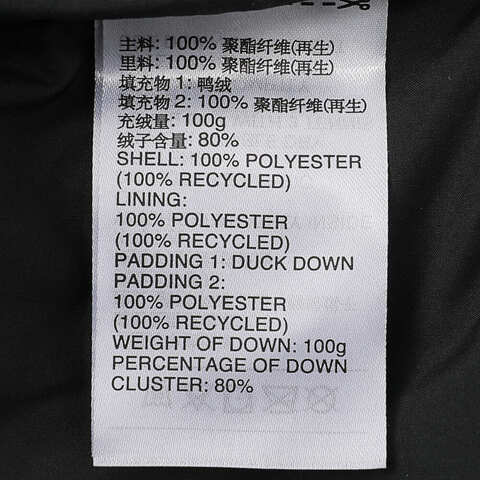 主料: 100% 聚酯纤维(再生)
里料: 100% 聚酯纤维(再生)
填充物 1: 鸭绒
填充物 2: 100% 聚酯纤维(再生)
充绒量: 100g
绒子含量: 80%
SHELL: 100% POLYESTER
(100% RECYCLED)
LINING:
100% POLYESTER
(100% RECYCLED)
PADDING 1: DUCK DOWN
PADDING 2:
100% POLYESTER
(100% RECYCLED)
WEIGHT OF DOWN: 100g
PERCENTAGE OF DOWN
CLUSTER: 80%